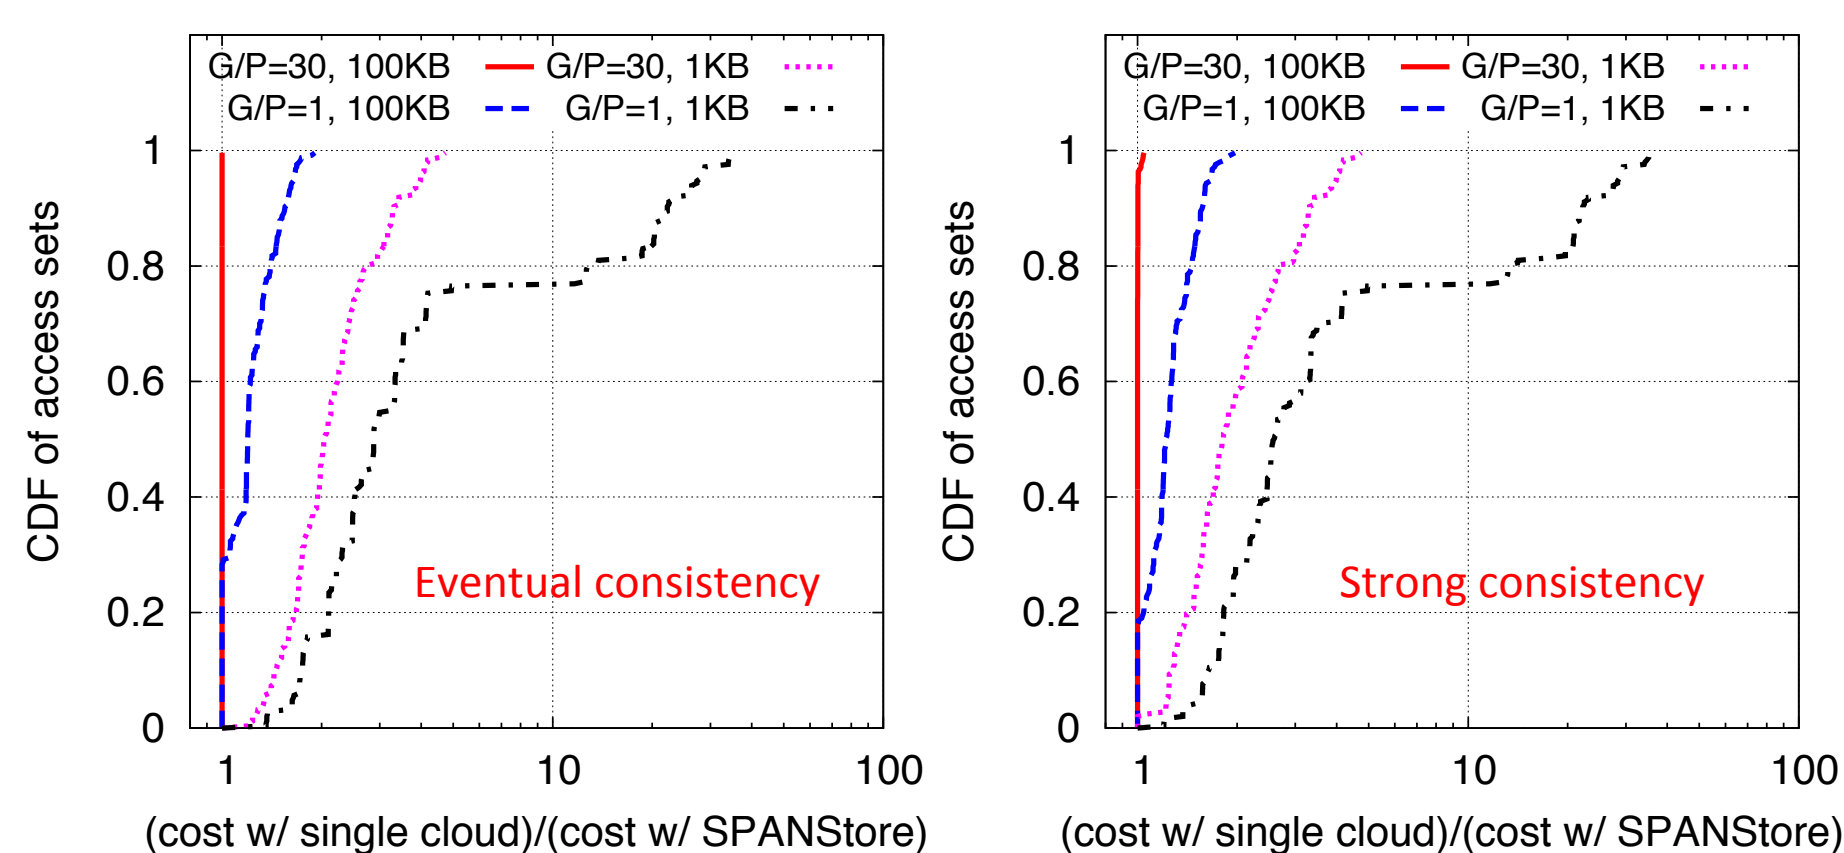 G/P=30, 100KB
G/P=30, 1KB
G/P=1, 100KB
G/P=1, 1KB
1
0.8
0.6
0.4
0.2
0
CDF of access sets
Eventual consistency
1
10
100
(cost w/ single cloud)/(cost w/ SPANStore)
G/P=30, 100KB
G/P=30, 1KB
G/P=1, 100KB
G/P=1, 1KB
1
0.8
0.6
0.4
0.2
0
CDF of access sets
Strong consistency
1
10
100
(cost w/ single cloud)/(cost w/ SPANStore)